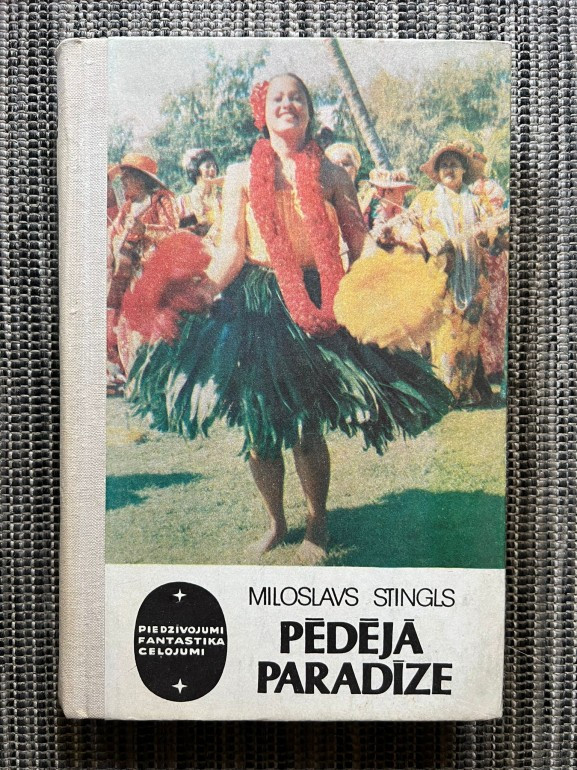 MILOSLAVS STINGLS
PĒDĒJĀ
PARADĪZE
PIEDZĪVOJUMI
FANTASTIKA
CEĻOJUMI